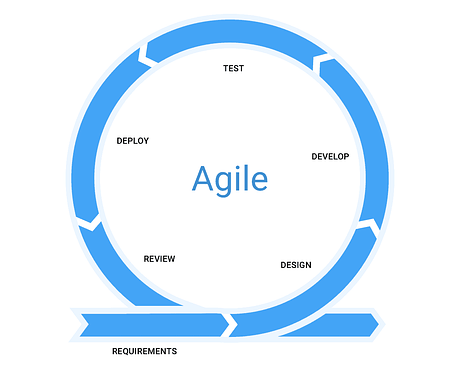 TEST
DEPLOY
DEVELOP
Agile
REVIEW
DESIGN
REQUIREMENTS